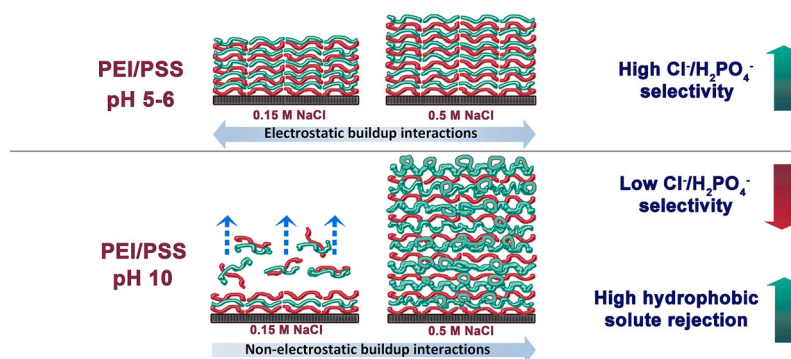 PEI/PSS
pH 5-6
0.15 M NaCl
0.5 M NaCl
Electrostatic buildup interactions
High Cl⁻/H₂PO₄⁻
selectivity
PEI/PSS
pH 10
0.15 M NaCl
0.5 M NaCl
Non-electrostatic buildup interactions
Low Cl⁻/H₂PO₄⁻
selectivity
High hydrophobic
solute rejection